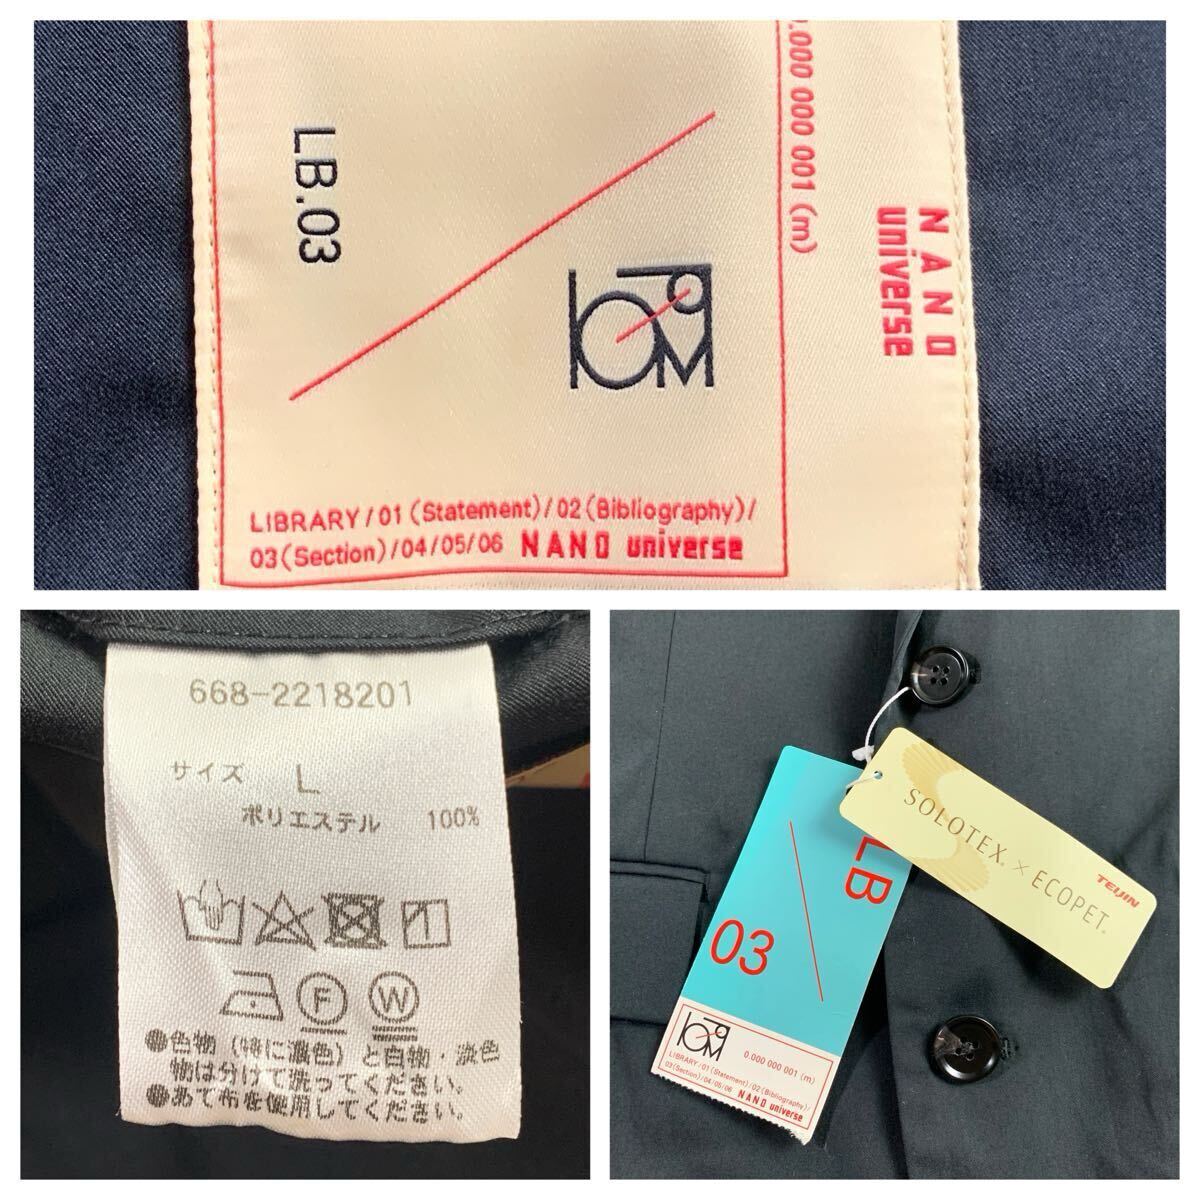 LB.03
0.000 000 001 (m)
NANO
universe
LIBRARY/01 (Statement)/02 (Bibliography)/
03 (Section)/04/05/06 NANO universe
668-2218201
サイズ L
ポリエステル 100%
F
W
●色物(特に濃色)と白物・淡色
物は分けて洗ってください。
●あて布を使用してください。
LB
03
0.000 000 001 (m)
LIBRARY/01 (Statement)/02 (Bibliography)/
03 (Section)/04/05/06 NANO universe
SOLOTEX® × ECOPET®
TEIJIN